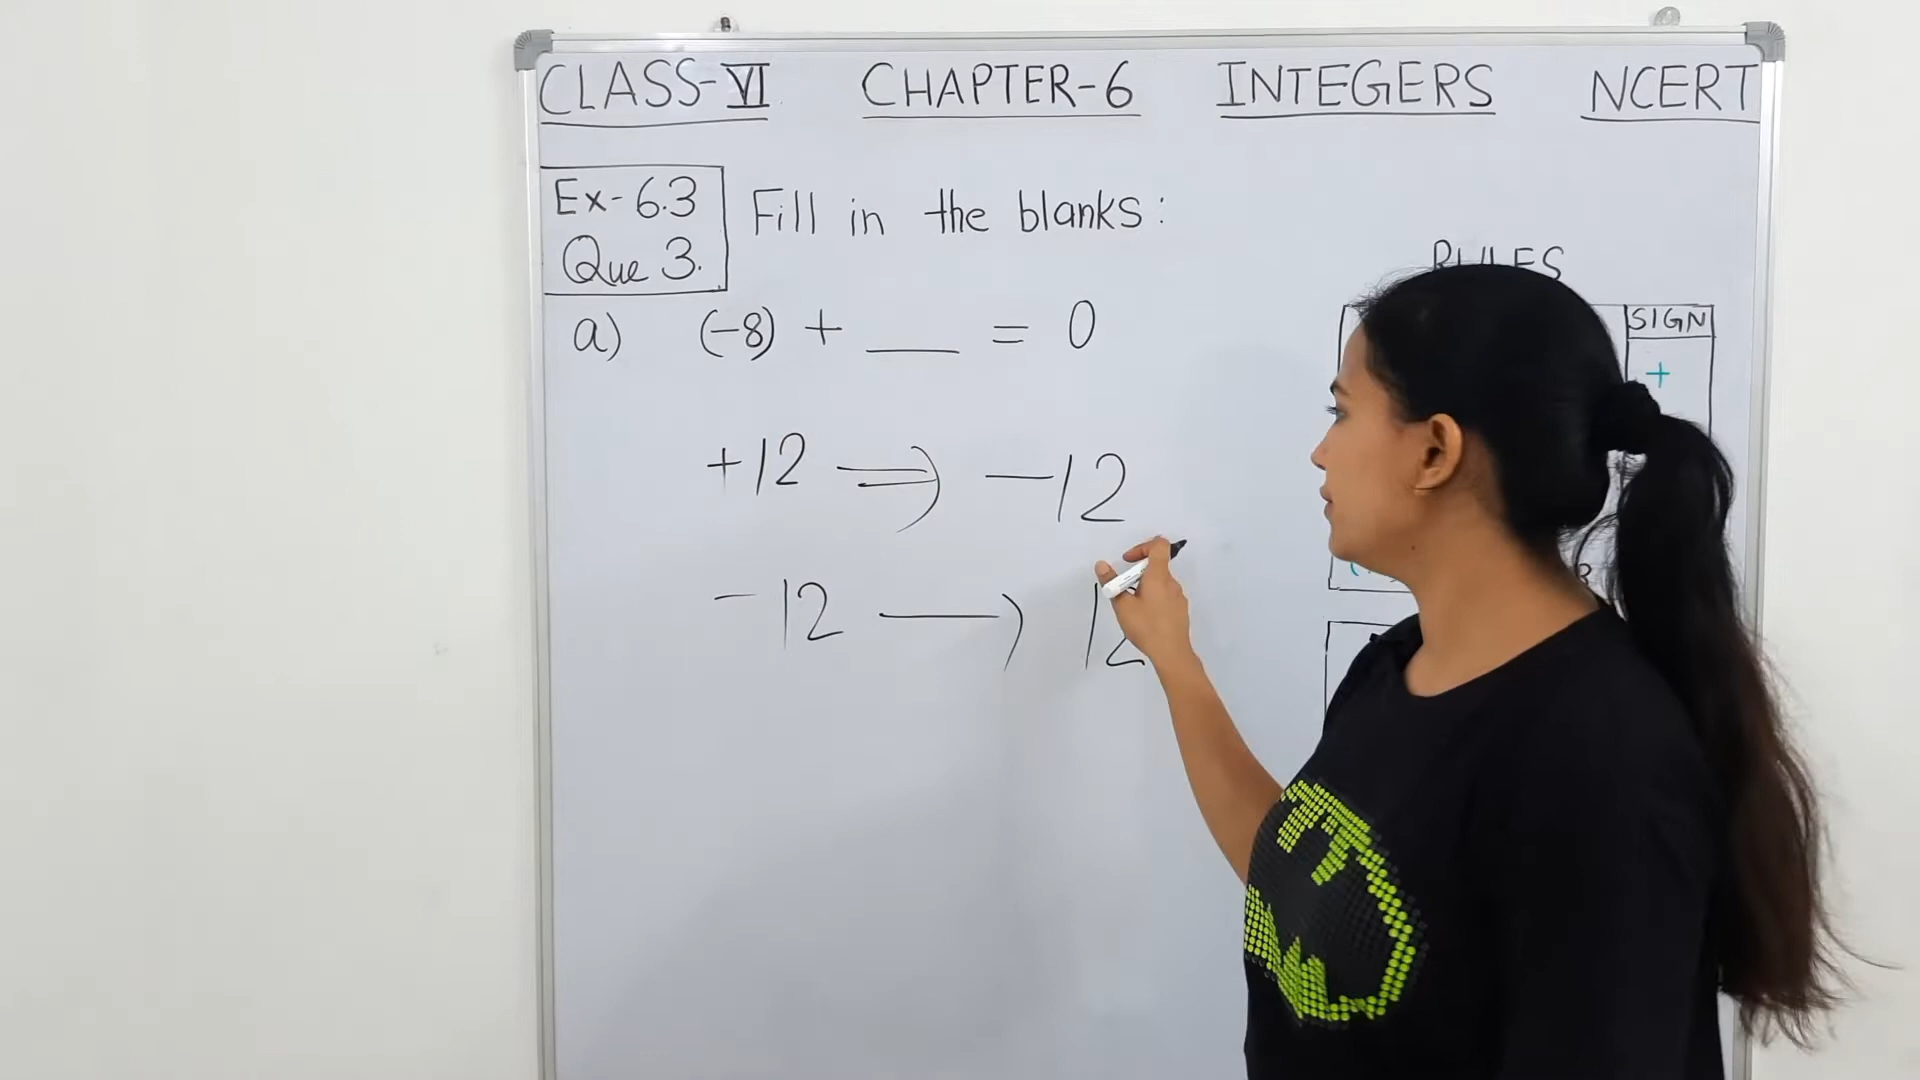 CLASS-VI CHAPTER-6 INTEGERS NCERT
Ex-6.3
Que 3.
Fill in the blanks:
RULES
SIGN
+
a) (-8) + ___ = 0
+12 ⇒ -12
-12 → 12